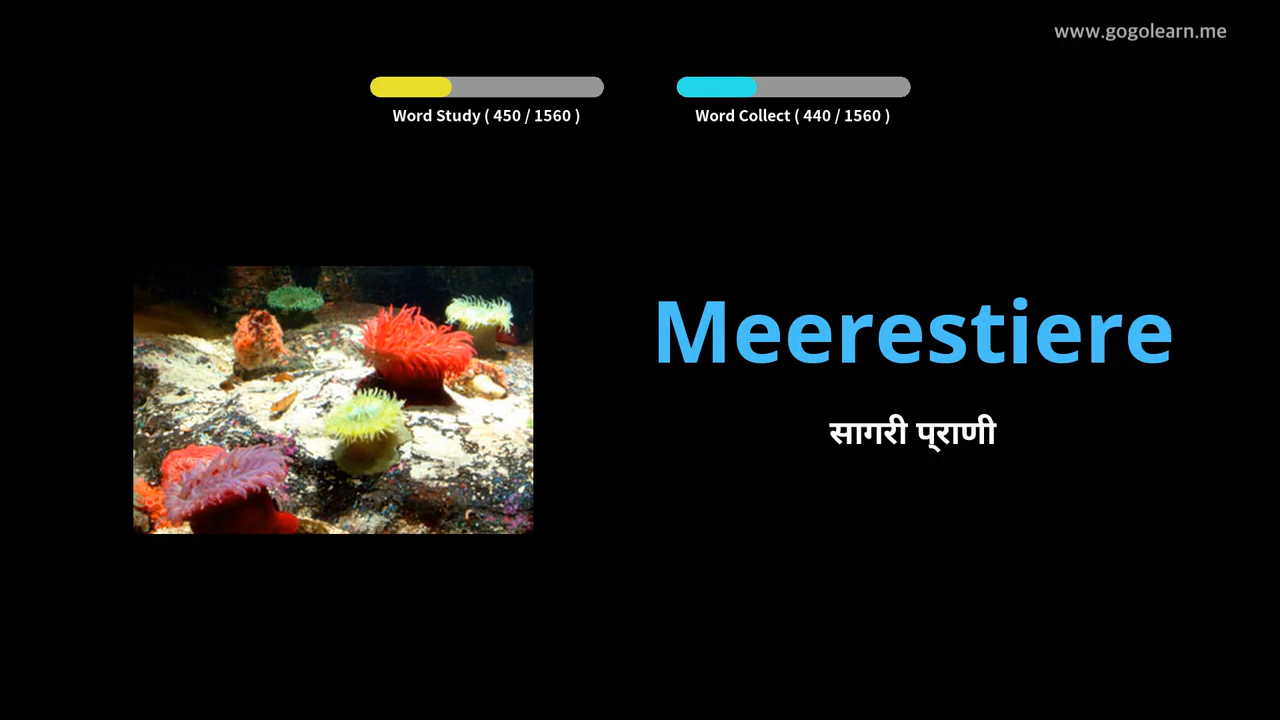 www.gogolearn.me
Word Study ( 450 / 1560 )
Word Collect ( 440 / 1560 )
Meerestiere
सागरी प्राणी